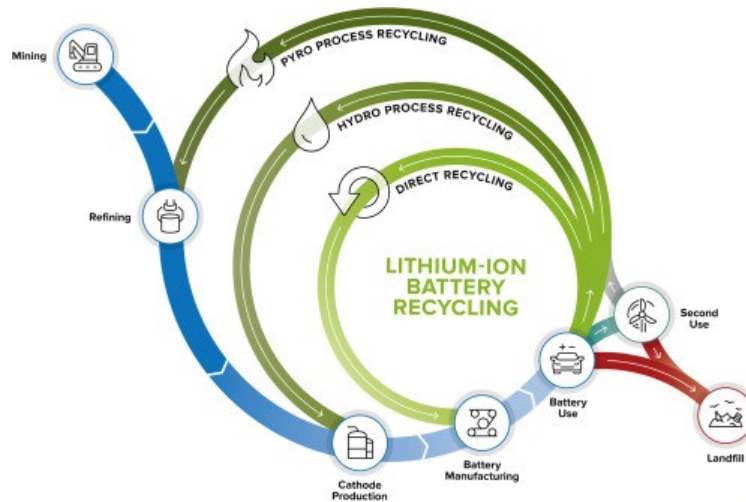 Mining
PYRO PROCESS RECYCLING
HYDRO PROCESS RECYCLING
DIRECT RECYCLING
Refining
LITHIUM-ION
BATTERY
RECYCLING
Second
Use
+ -
Battery
Use
Landfill
Battery
Manufacturing
Cathode
Production